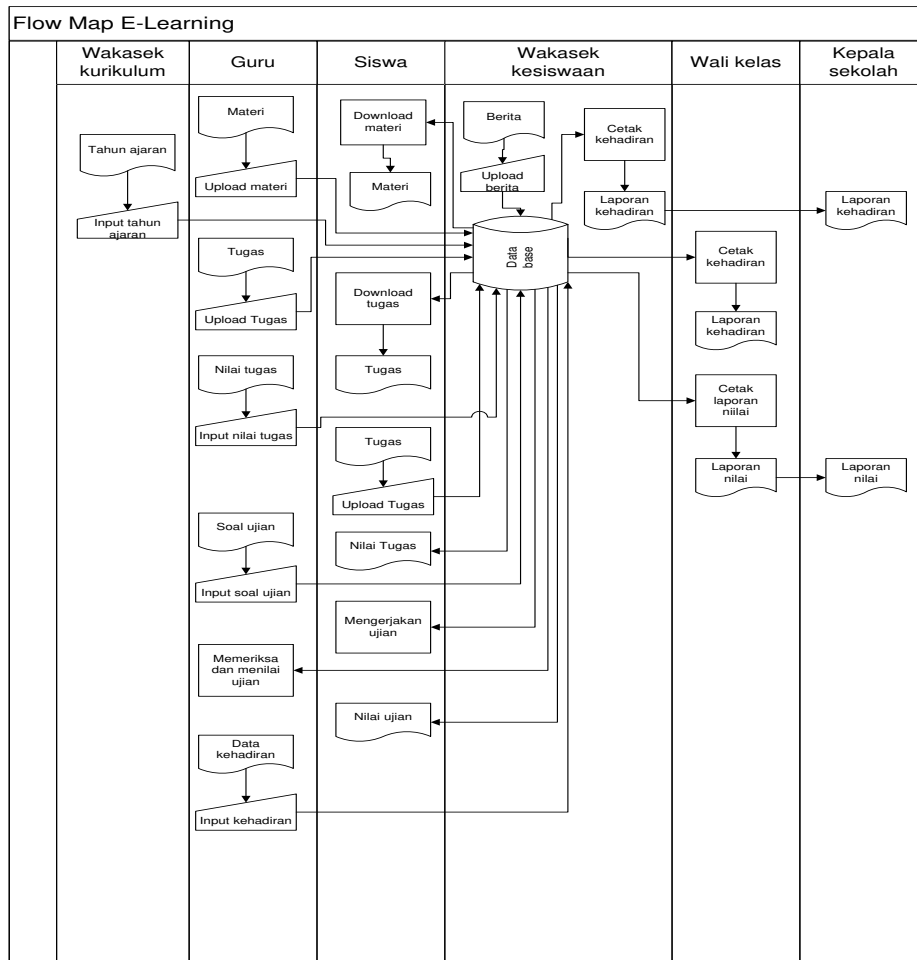 Flow Map E-Learning
Wakasek
kurikulum
Guru
Siswa
Wakasek
kesiswaan
Wali kelas
Kepala
sekolah
Tahun ajaran
Input tahun
ajaran
Materi
Upload materi
Tugas
Upload Tugas
Nilai tugas
Input nilai tugas
Soal ujian
Input soal ujian
Memeriksa
dan menilai
ujian
Data
kehadiran
Input kehadiran
Download
materi
Materi
Download
tugas
Tugas
Tugas
Upload Tugas
Nilai Tugas
Mengerjakan
ujian
Nilai ujian
Berita
Upload
berita
Data
base
Cetak
kehadiran
Laporan
kehadiran
Cetak
kehadiran
Laporan
kehadiran
Cetak
laporan
niilai
Laporan
nilai
Laporan
kehadiran
Laporan
nilai